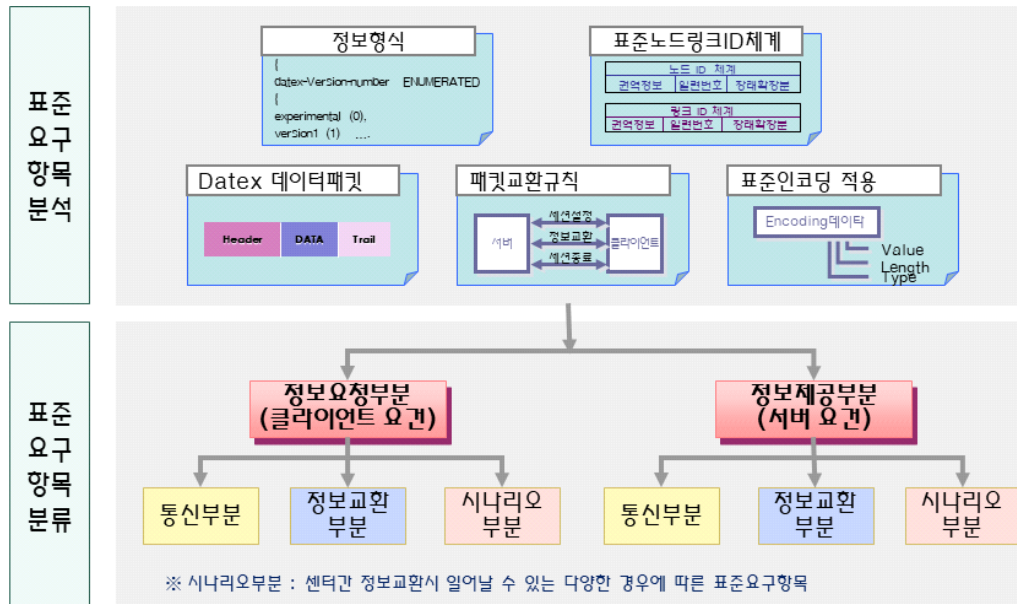 표준
요구
항목
분석
정보형식
{
datex-Version-number ENUMERATED
{
experimental (0),
version1 (1) ....
표준노드링크ID체계
노드 ID 체계
권역정보 일련번호 장래확장분
링크 ID 체계
권역정보 일련번호 장래확장분
Datex 데이터패킷
Header DATA Trail
패킷교환규칙
서버
세션설정
정보교환
세션종료
클라이언트
표준인코딩 적용
Encoding데이타
Value
Length
Type
표준
요구
항목
분류
정보요청부분
(클라이언트 요건)
정보제공부분
(서버 요건)
통신부분
정보교환
부분
시나리오
부분
통신부분
정보교환
부분
시나리오
부분
※ 시나리오부분 : 센터간 정보교환시 일어날 수 있는 다양한 경우에 따른 표준요구항목